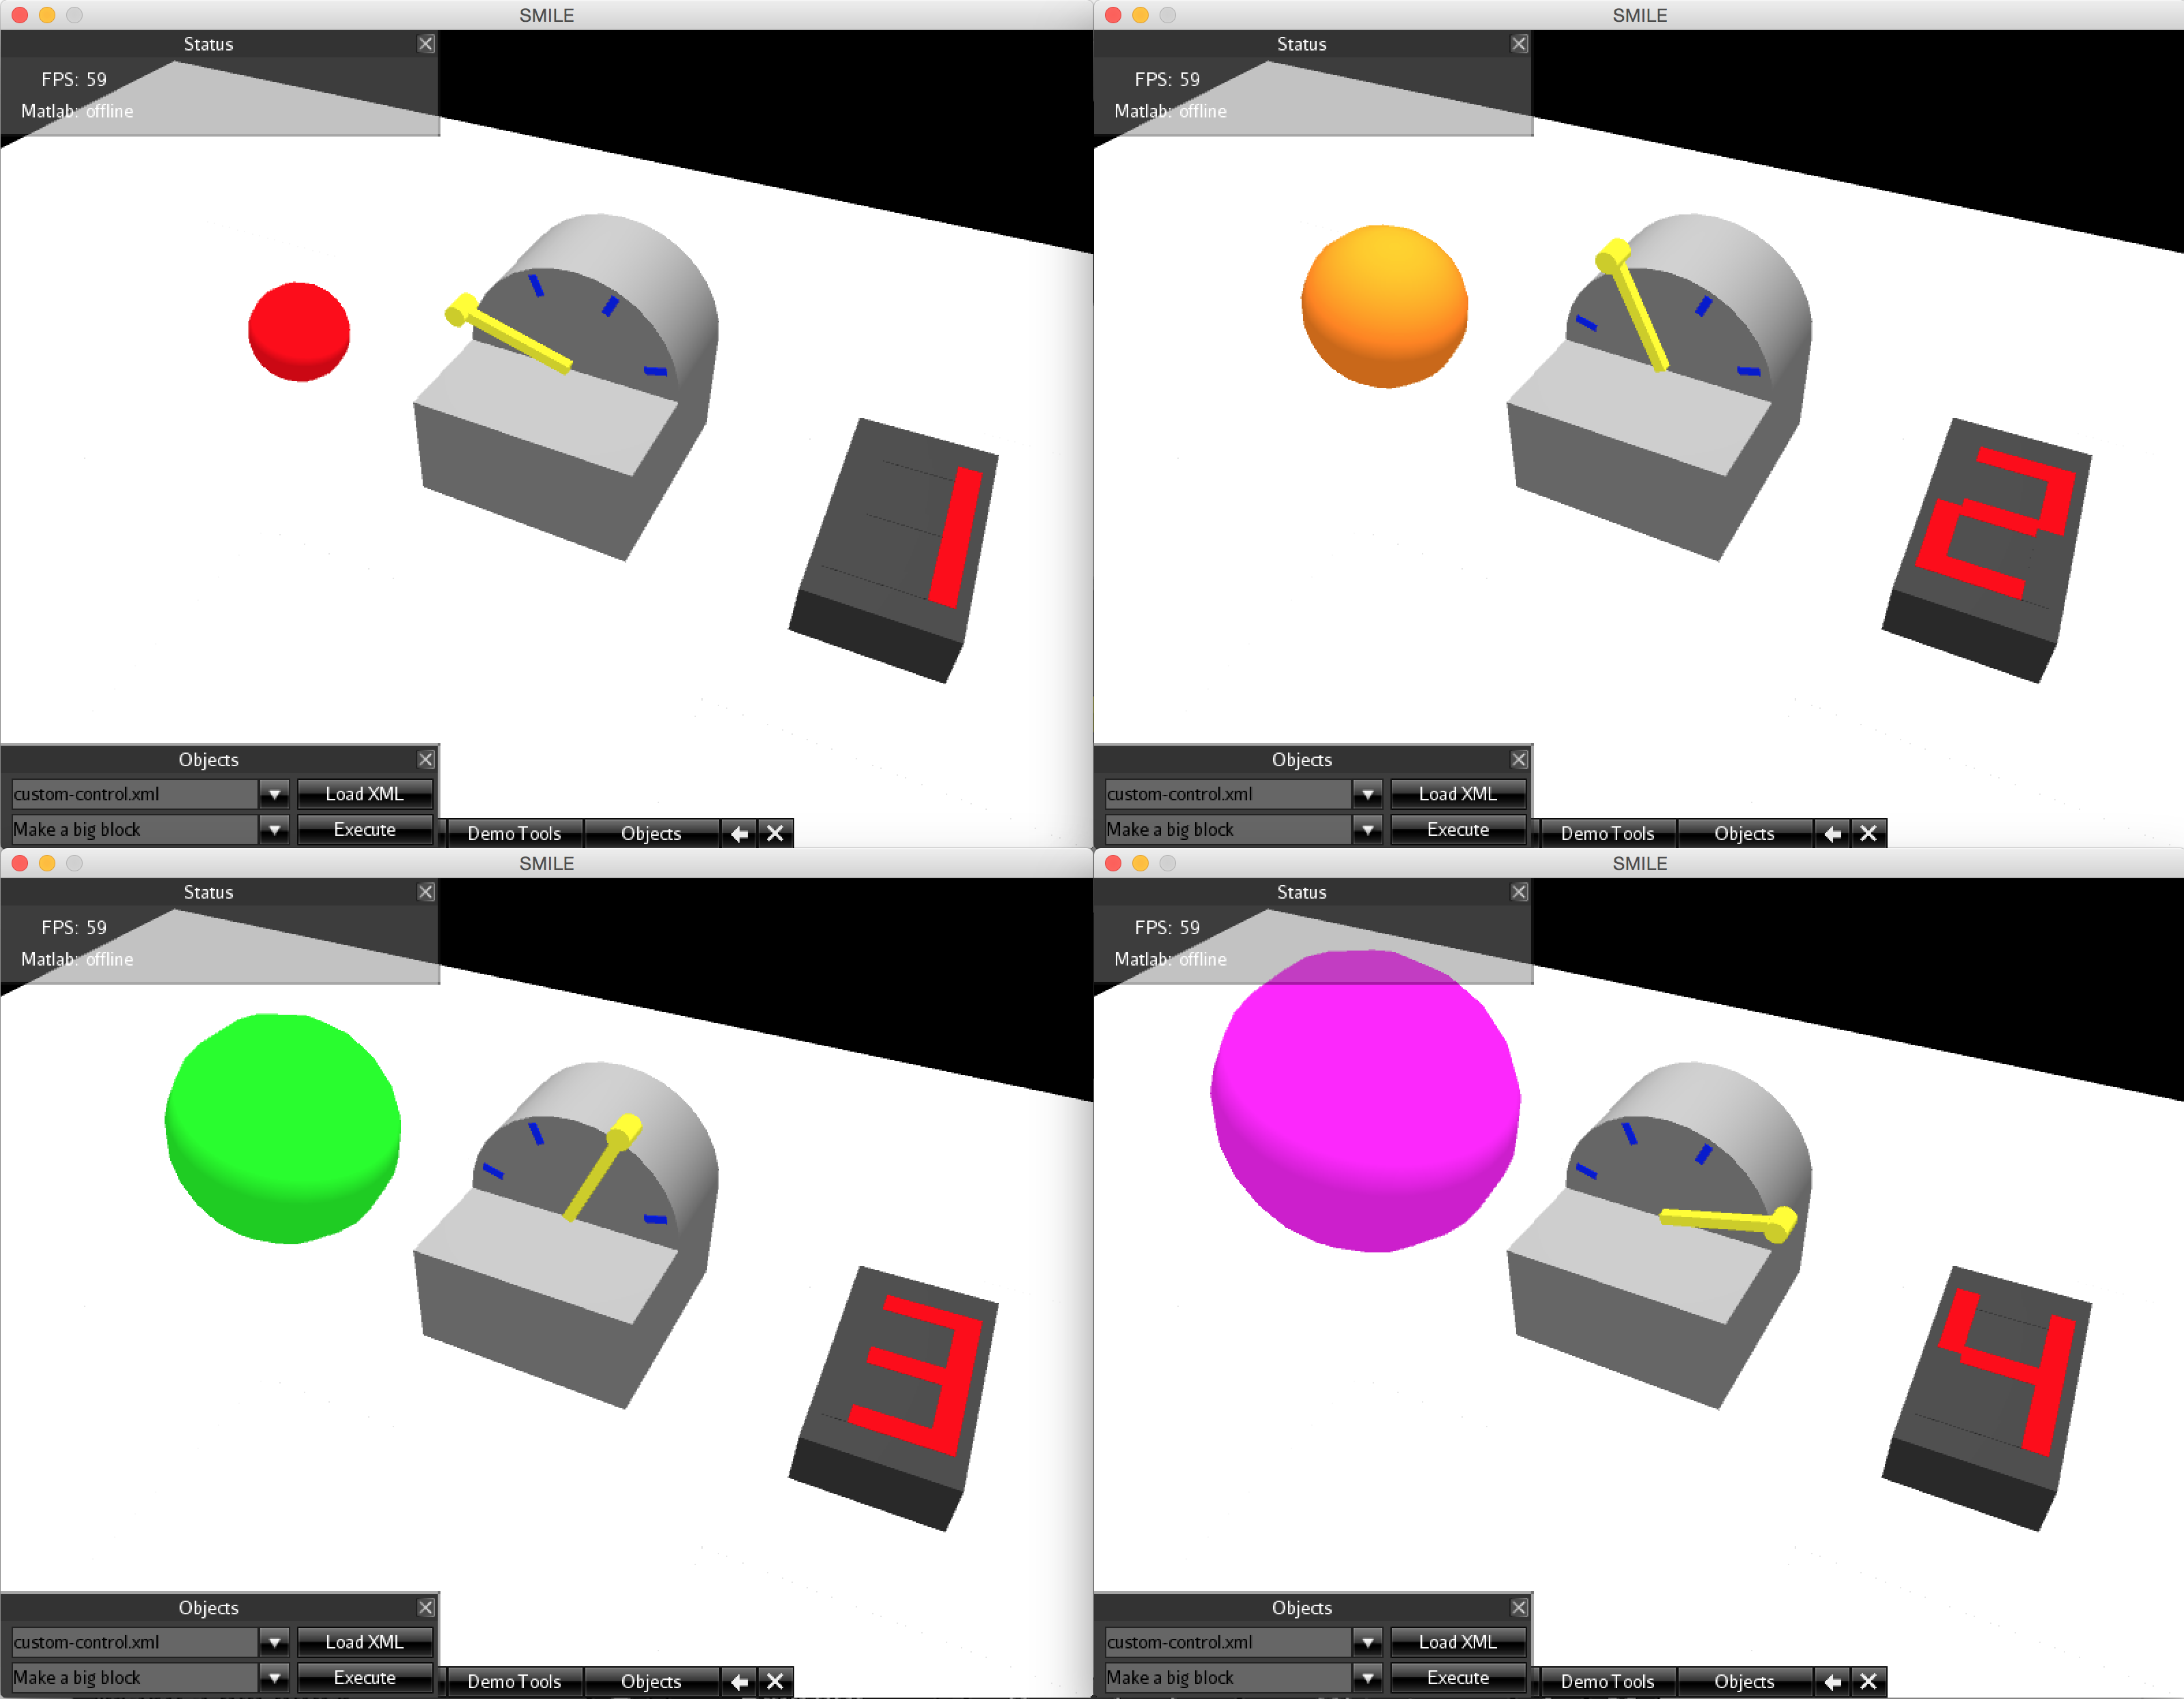 SMILE
Status
FPS: 59
Matlab: offline
1
Objects
custom-control.xml Load XML
Make a big block Execute Demo Tools Objects
SMILE
Status
FPS: 59
Matlab: offline
2
Objects
custom-control.xml Load XML
Make a big block Execute Demo Tools Objects
SMILE
Status
FPS: 59
Matlab: offline
3
Objects
custom-control.xml Load XML
Make a big block Execute Demo Tools Objects
SMILE
Status
FPS: 59
Matlab: offline
4
Objects
custom-control.xml Load XML
Make a big block Execute Demo Tools Objects